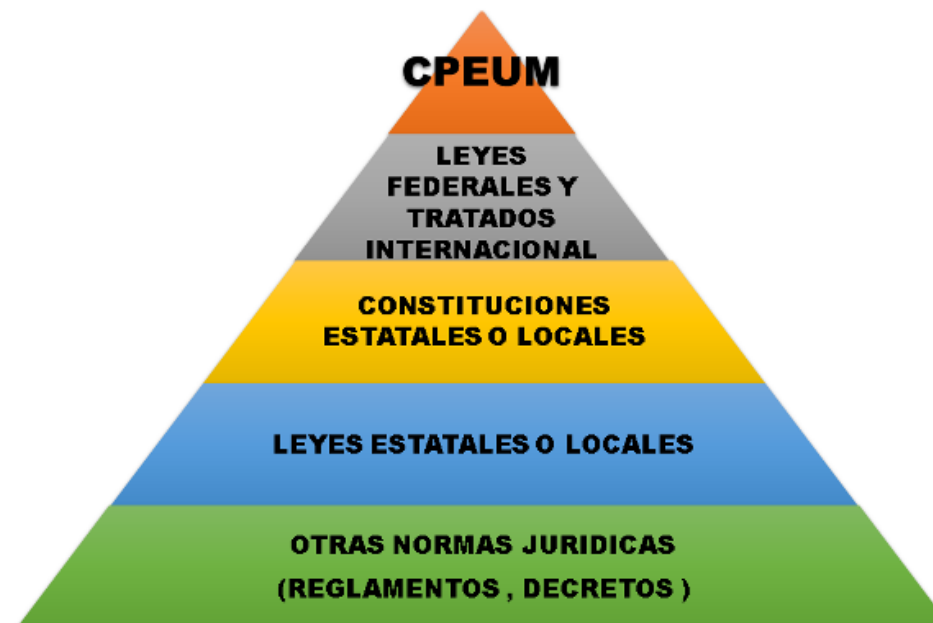 CPEUM
LEYES
FEDERALES Y
TRATADOS
INTERNACIONAL
CONSTITUCIONES
ESTATALES O LOCALES
LEYES ESTATALES O LOCALES
OTRAS NORMAS JURIDICAS
(REGLAMENTOS , DECRETOS )